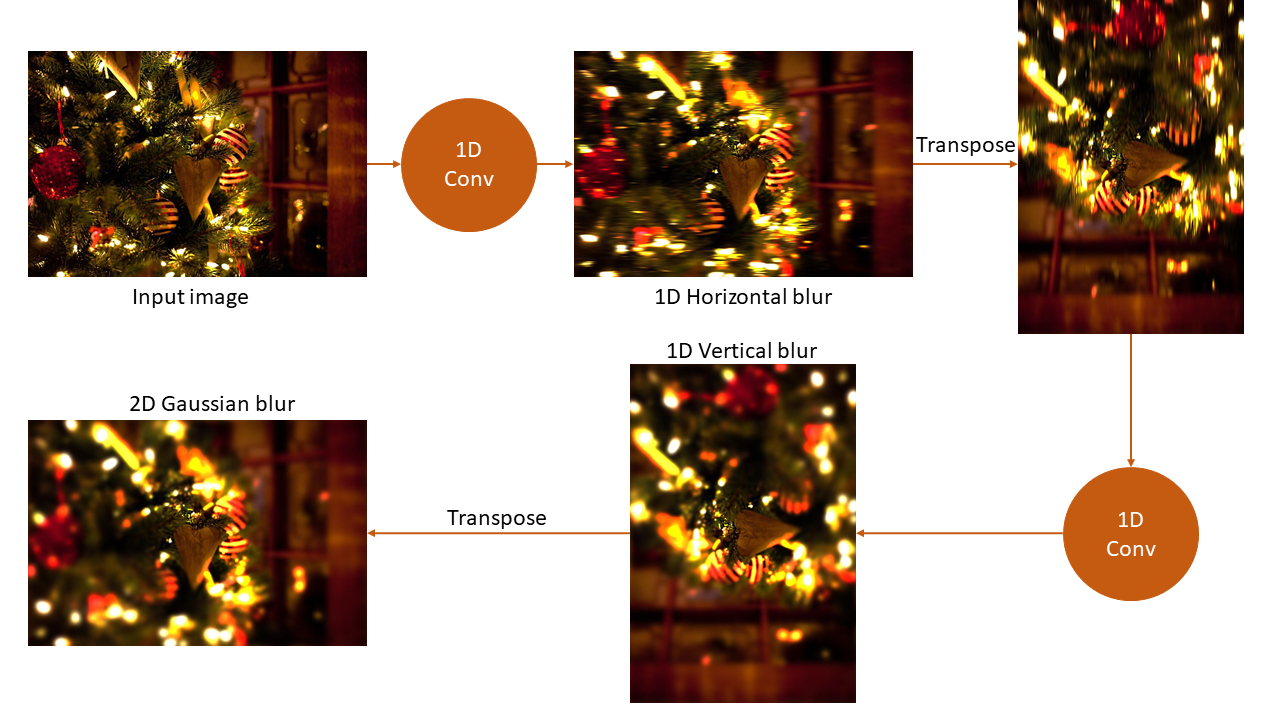 1D
Conv
Transpose
Input image
1D Horizontal blur
1D Vertical blur
2D Gaussian blur
Transpose
1D
Conv